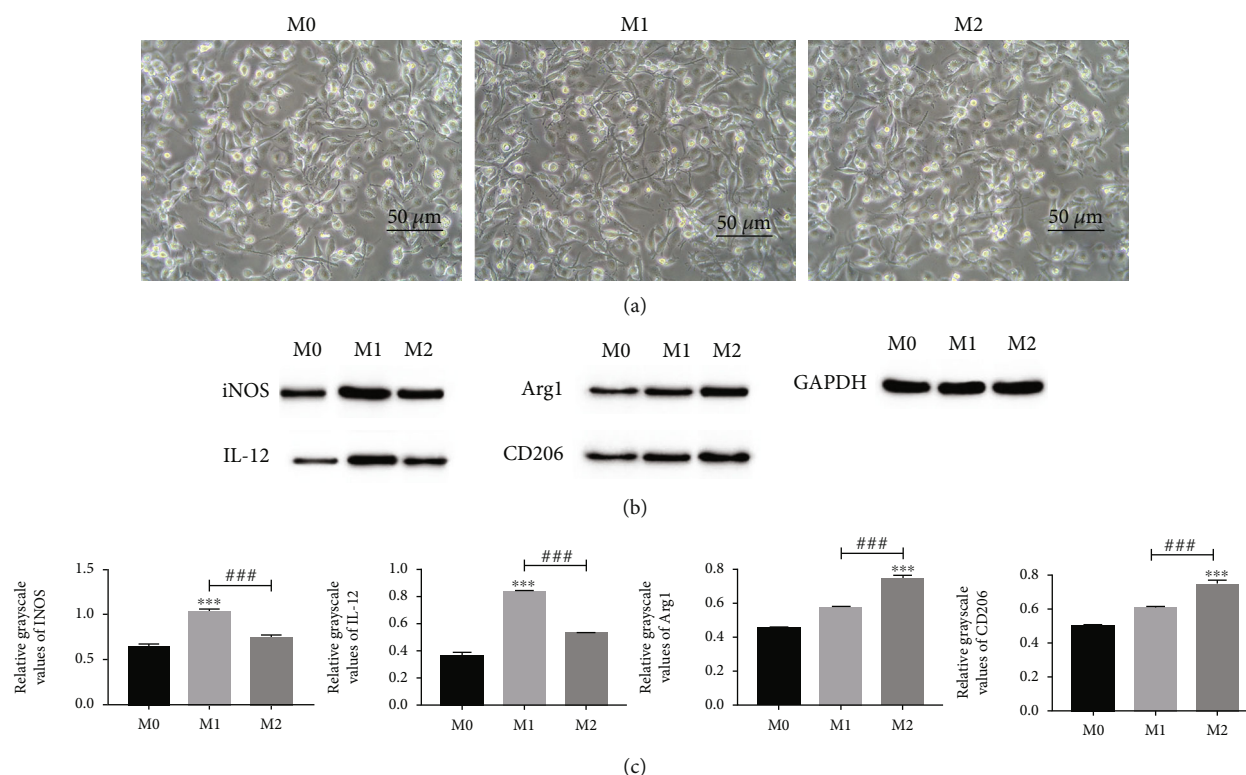 M0 M1 M2
50 μm 50 μm 50 μm
(a)
M0 M1 M2
iNOS
IL-12
M0 M1 M2
Arg1
CD206
M0 M1 M2
GAPDH
(b)
Relative grayscale
values of INOS
1.5
1.0
0.5
0.0
***
###
M0 M1 M2
Relative grayscale
values of IL-12
1.0
0.8
0.6
0.4
0.2
0.0
***
###
M0 M1 M2
Relative grayscale
values of Arg1
0.8
0.6
0.4
0.2
0.0
###
***
M0 M1 M2
Relative grayscale
values of CD206
0.8
0.6
0.4
0.2
0.0
###
***
M0 M1 M2
(c)